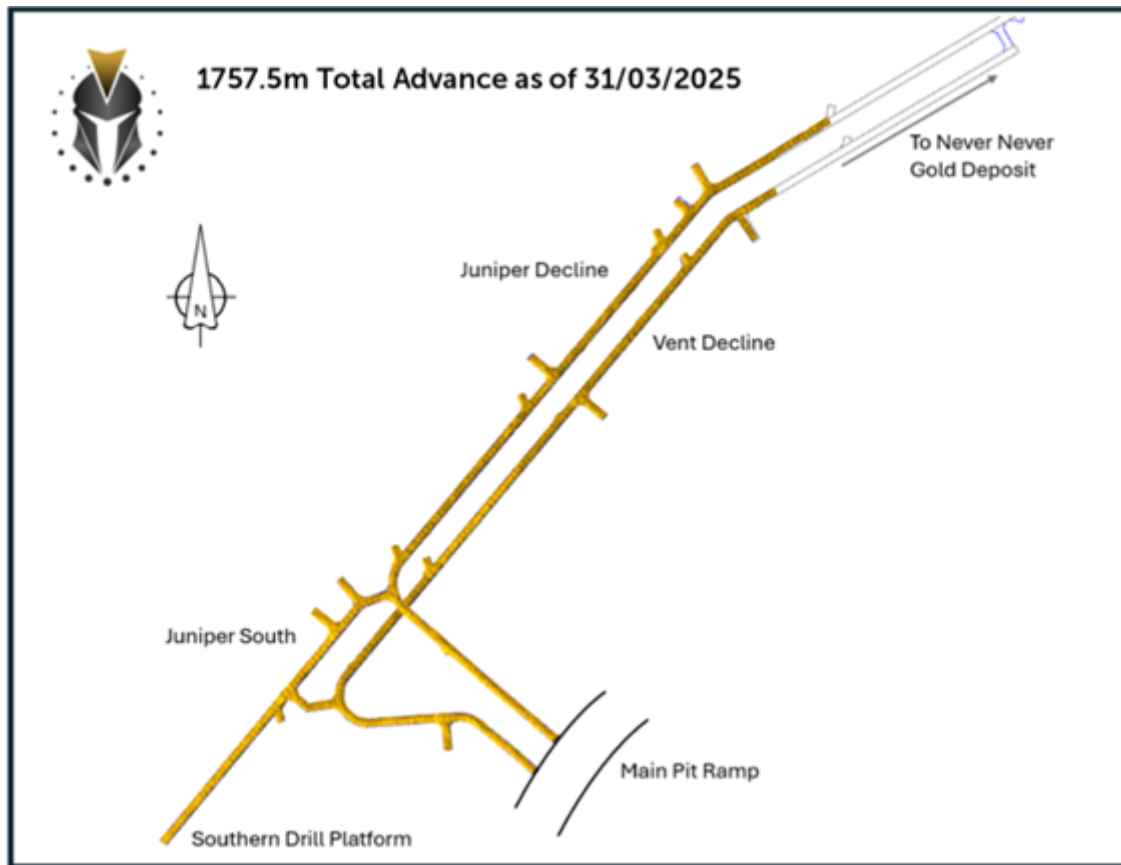 1757.5m Total Advance as of 31/03/2025
To Never Never
Gold Deposit
Juniper Decline
N
Vent Decline
Juniper South
Main Pit Ramp
Southern Drill Platform